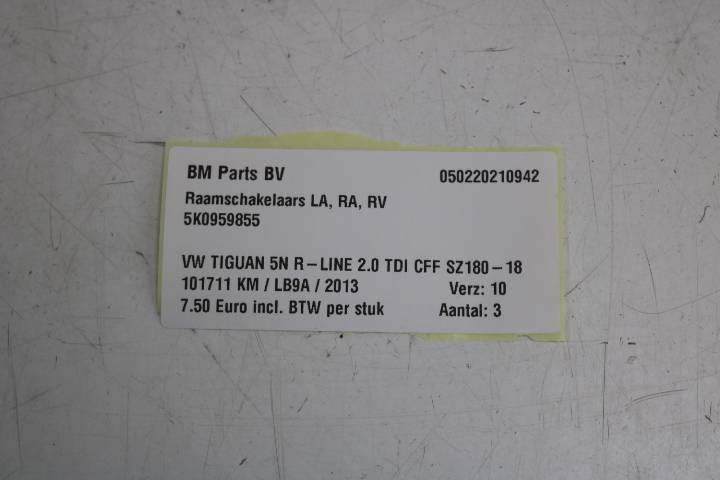 BM Parts BV 050220210942
Raamschakelaars LA, RA, RV
5K0959855
VW TIGUAN 5N R-LINE 2.0 TDI CFF SZ180-18
101711 KM / LB9A / 2013 Verz: 10
7.50 Euro incl. BTW per stuk Aantal: 3